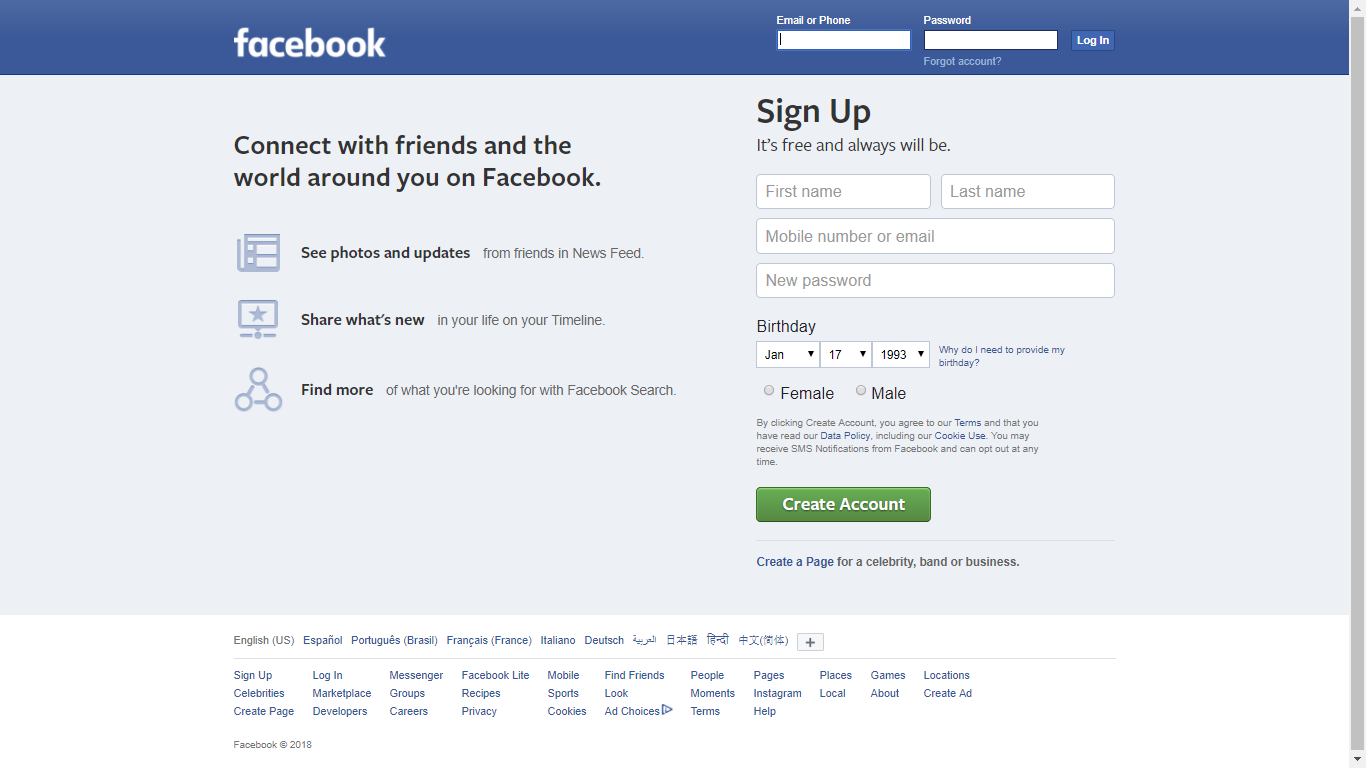 facebook
Email or Phone
Password
Log In
Forgot account?
Connect with friends and the
world around you on Facebook.
See photos and updates from friends in News Feed.
Share what's new in your life on your Timeline.
Find more of what you're looking for with Facebook Search.
Sign Up
It's free and always will be.
First name
Last name
Mobile number or email
New password
Birthday
Jan 17 1993
Why do I need to provide my
birthday?
Female Male
By clicking Create Account, you agree to our Terms and that you
have read our Data Policy, including our Cookie Use. You may
receive SMS Notifications from Facebook and can opt out at any
time.
Create Account
Create a Page for a celebrity, band or business.
English (US) Español Português (Brasil) Français (France) Italiano Deutsch العربية 日本語 हिन्दी 中文(简体) +
Sign Up Log In Messenger Facebook Lite Mobile Find Friends People Pages Places Games Locations
Celebrities Marketplace Groups Recipes Sports Look Moments Instagram Local About Create Ad
Create Page Developers Careers Privacy Cookies Ad Choices Terms Help
Facebook © 2018